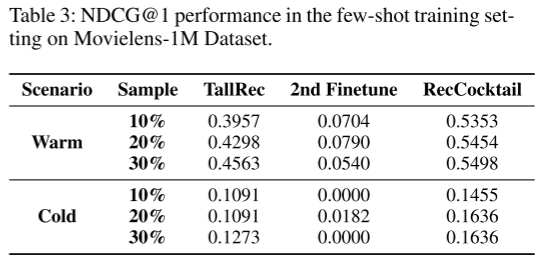 Table 3: NDCG@1 performance in the few-shot training set-
ting on Movielens-1M Dataset.
Scenario Sample TallRec 2nd Finetune RecCocktail
10% 0.3957 0.0704 0.5353
Warm 20% 0.4298 0.0790 0.5454
30% 0.4563 0.0540 0.5498
10% 0.1091 0.0000 0.1455
Cold 20% 0.1091 0.0182 0.1636
30% 0.1273 0.0000 0.1636